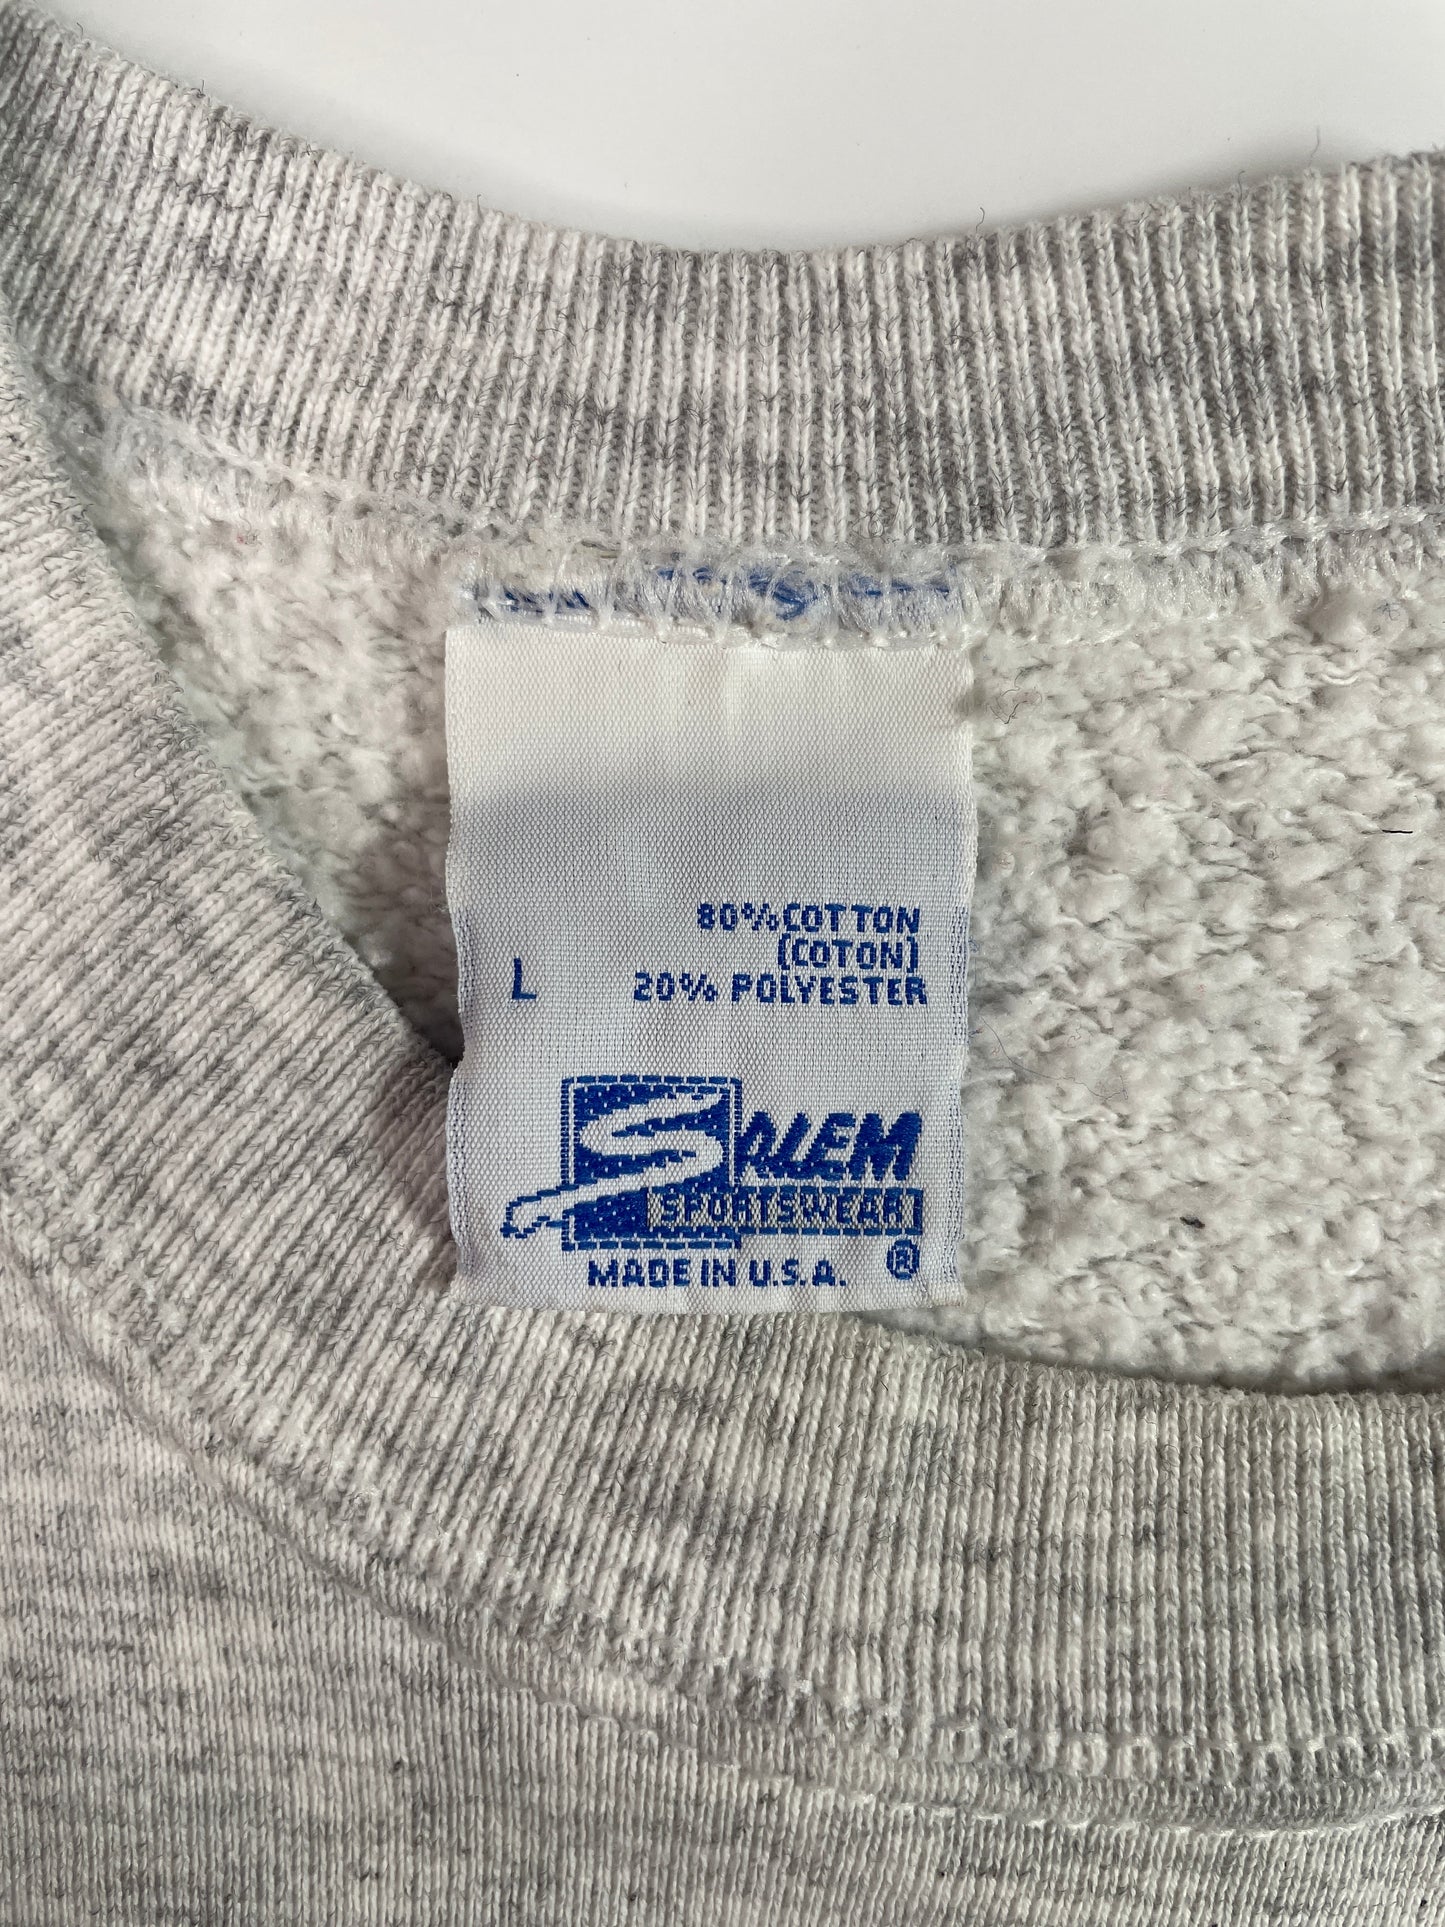 80% COTTON
(COTON)
L 20% POLYESTER
SALEM
SPORTSWEAR
®
MADE IN U.S.A.